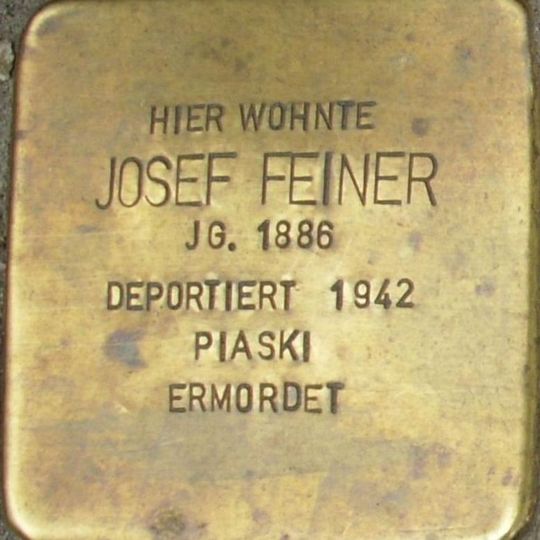 HIER WOHNTE
JOSEF FEINER
JG. 1886
DEPORTIERT 1942
PIASKI
ERMORDET